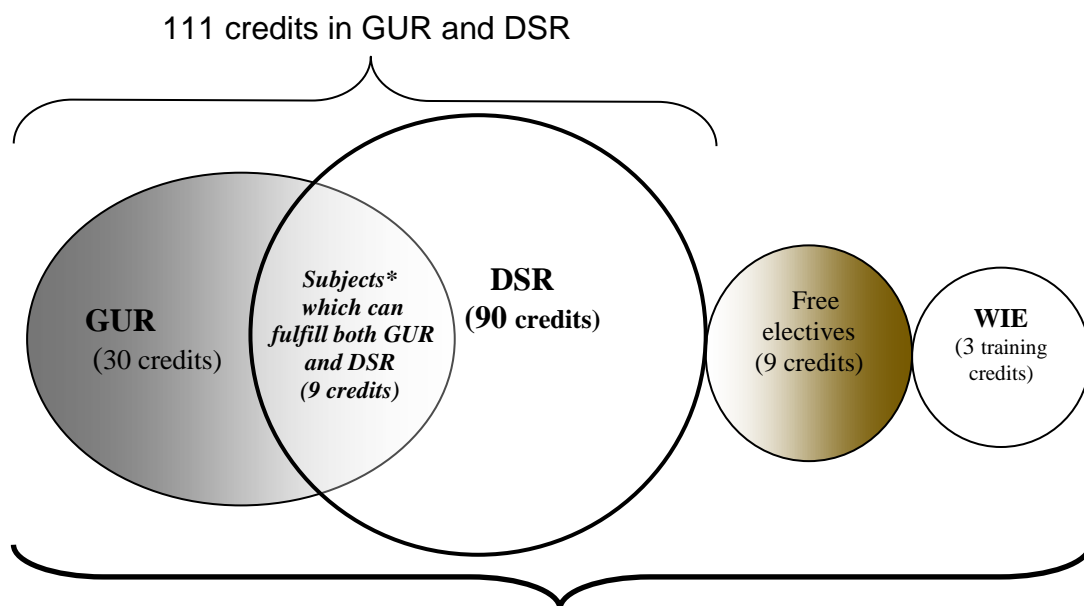 111 credits in GUR and DSR
GUR
(30 credits)
Subjects*
which can
fulfill both GUR
and DSR
(9 credits)
DSR
(90 credits)
Free
electives
(9 credits)
WIE
(3 training
credits)